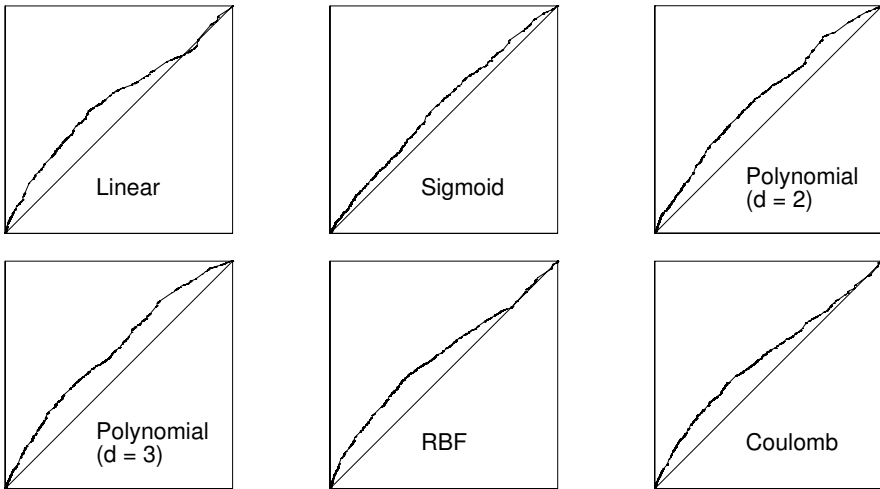 Linear
Sigmoid
Polynomial
(d = 2)
Polynomial
(d = 3)
RBF
Coulomb